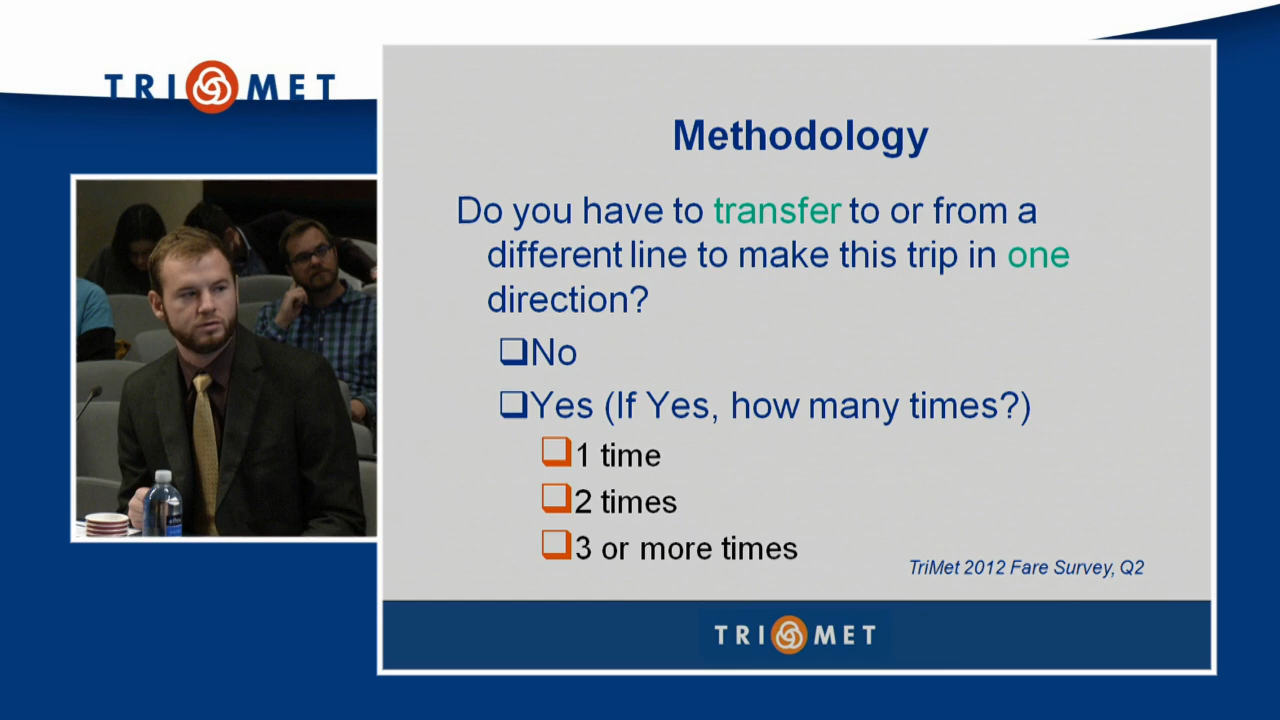 TRIMET
Methodology
Do you have to transfer to or from a
different line to make this trip in one
direction?
No
Yes (If Yes, how many times?)
1 time
2 times
3 or more times
TriMet 2012 Fare Survey, Q2
TRIMET